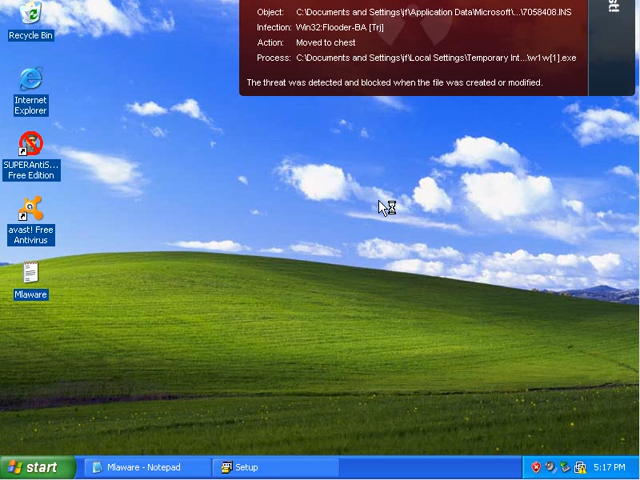 Object: C:\Documents and Settings\jf\Application Data\Microsoft\...\7058408.INS
Infection: Win32:Flooder-BA [Trj]
Action: Moved to chest
Process: C:\Documents and Settings\jf\Local Settings\Temporary Int...\w1w[1].exe
The threat was detected and blocked when the file was created or modified.
st!
Recycle Bin
Internet
Explorer
SUPERAntiS...
Free Edition
avast! Free
Antivirus
Mlaware
start
Mlaware - Notepad
Setup
5:17 PM